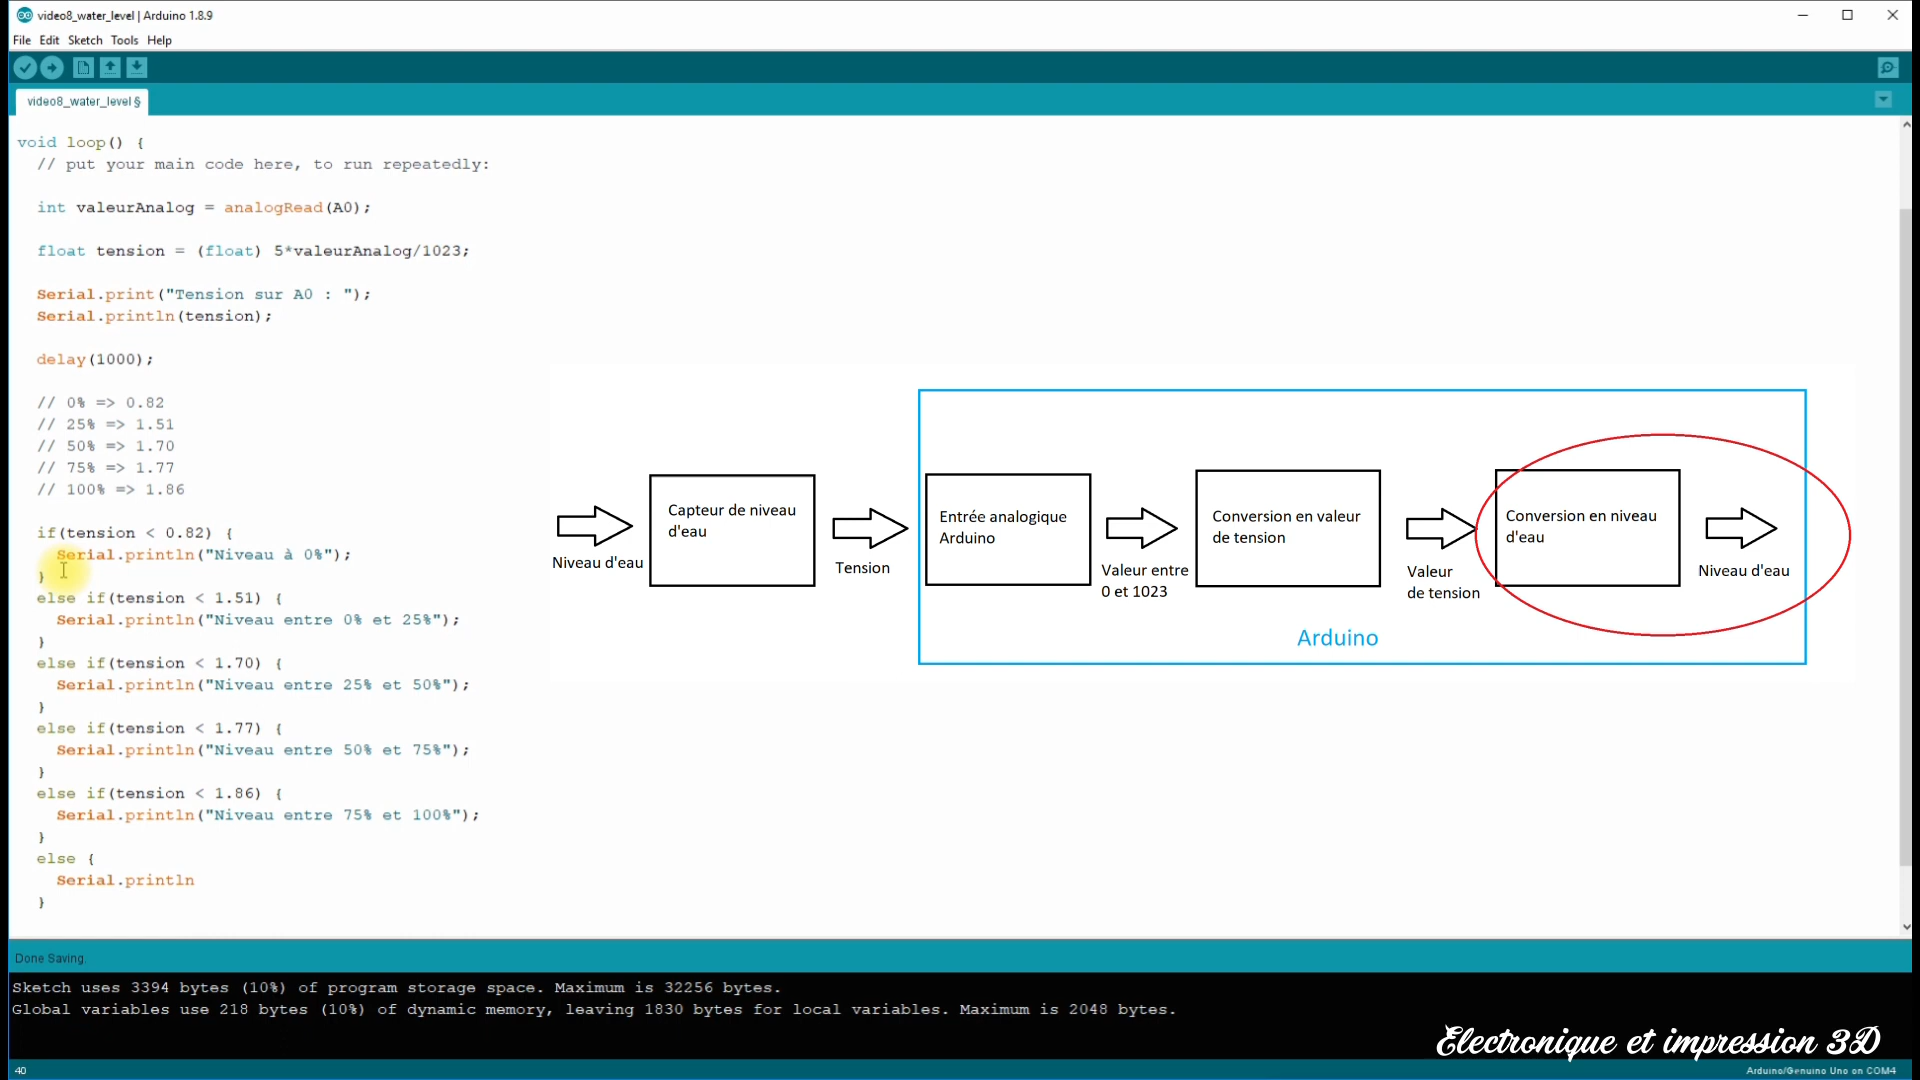 video8_water_level | Arduino 1.8.9
File Edit Sketch Tools Help
video8_water_level §
void loop() {
// put your main code here, to run repeatedly:
int valeurAnalog = analogRead(A0);
float tension = (float) 5*valeurAnalog/1023;
Serial.print("Tension sur A0 : ");
Serial.println(tension);
delay(1000);
// 0% => 0.82
// 25% => 1.51
// 50% => 1.70
// 75% => 1.77
// 100% => 1.86
if(tension < 0.82) {
Serial.println("Niveau à 0%");
}
else if(tension < 1.51) {
Serial.println("Niveau entre 0% et 25%");
}
else if(tension < 1.70) {
Serial.println("Niveau entre 25% et 50%");
}
else if(tension < 1.77) {
Serial.println("Niveau entre 50% et 75%");
}
else if(tension < 1.86) {
Serial.println("Niveau entre 75% et 100%");
}
else {
Serial.println
}
Niveau d'eau
Capteur de niveau
d'eau
Tension
Entrée analogique
Arduino
Valeur entre
0 et 1023
Conversion en valeur
de tension
Valeur
de tension
Conversion en niveau
d'eau
Niveau d'eau
Arduino
Done Saving.
Sketch uses 3394 bytes (10%) of program storage space. Maximum is 32256 bytes.
Global variables use 218 bytes (10%) of dynamic memory, leaving 1830 bytes for local variables. Maximum is 2048 bytes.
Electronique et impression 3D
40
Arduino/Genuino Uno on COM4